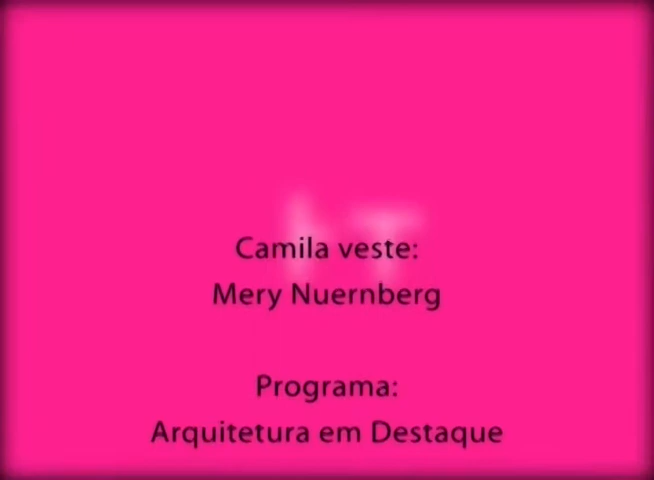 Camila veste:
Mery Nuernberg
Programa:
Arquitetura em Destaque